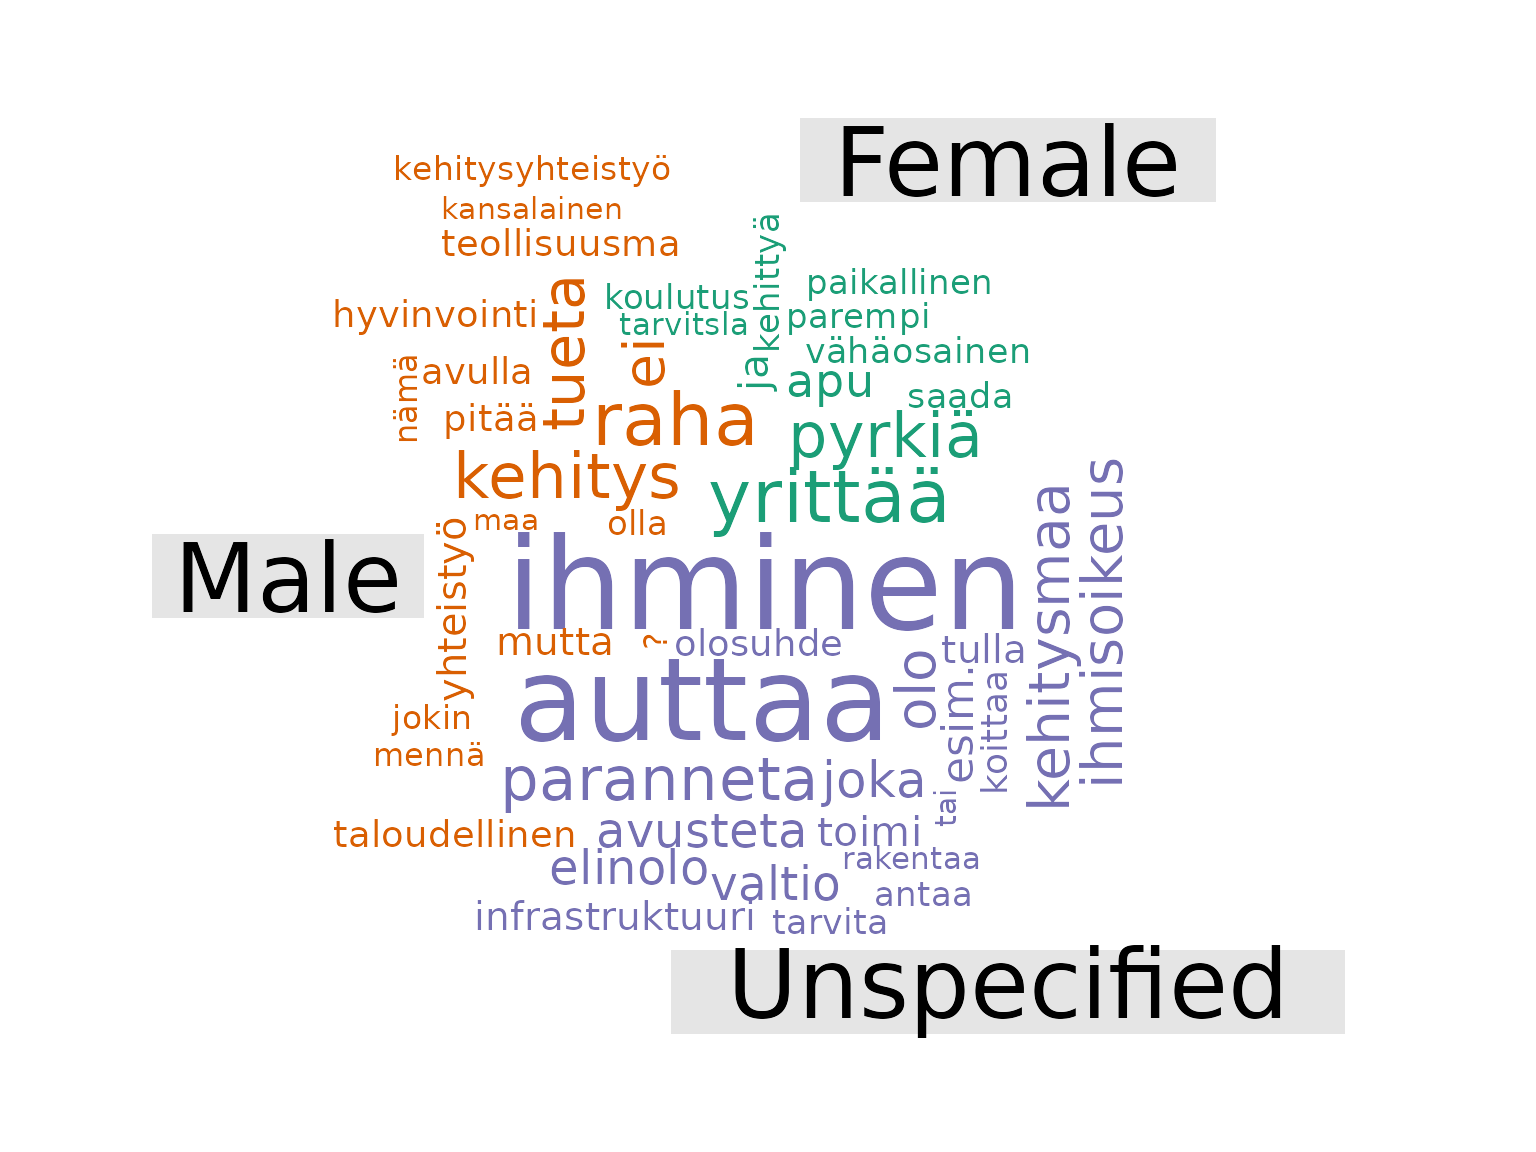 Female
kehitysyhteistyö
kansalainen
teollisuusma
kehittyä
paikallinen
koulutus
hyvinvointi
tueta
tarvitsla
parempi
ei
vähäosainen
nämä
avulla
ja
apu
saada
pitää
raha
pyrkiä
kehitys
yrittää
maa
olla
Male
yhteistyö
ihminen
kehitysmaa
ihmisoikeus
mutta
?
olosuhde
tulla
auttaa
olo
esim.
koittaa
jokin
mennä
paranneta
joka
tai
taloudellinen
avusteta
toimi
rakentaa
elinolo
valtio
antaa
infrastruktuuri
tarvita
Unspecified